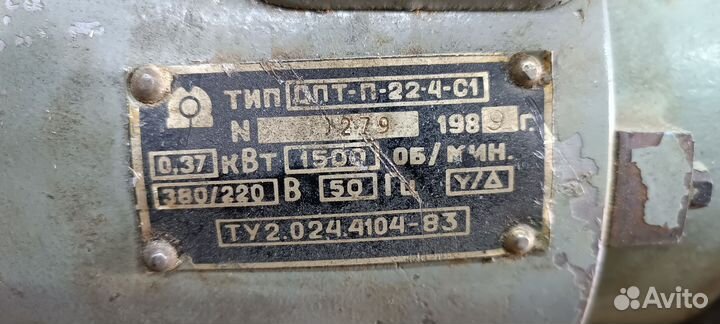 ТИП ДПТ-П-22-4-С1
N 1279 1989 г.
0,37 кВт 1500 ОБ/МИН.
380/220 В 50 Гц Y/Δ
ТУ2.024.4104-83
Avito